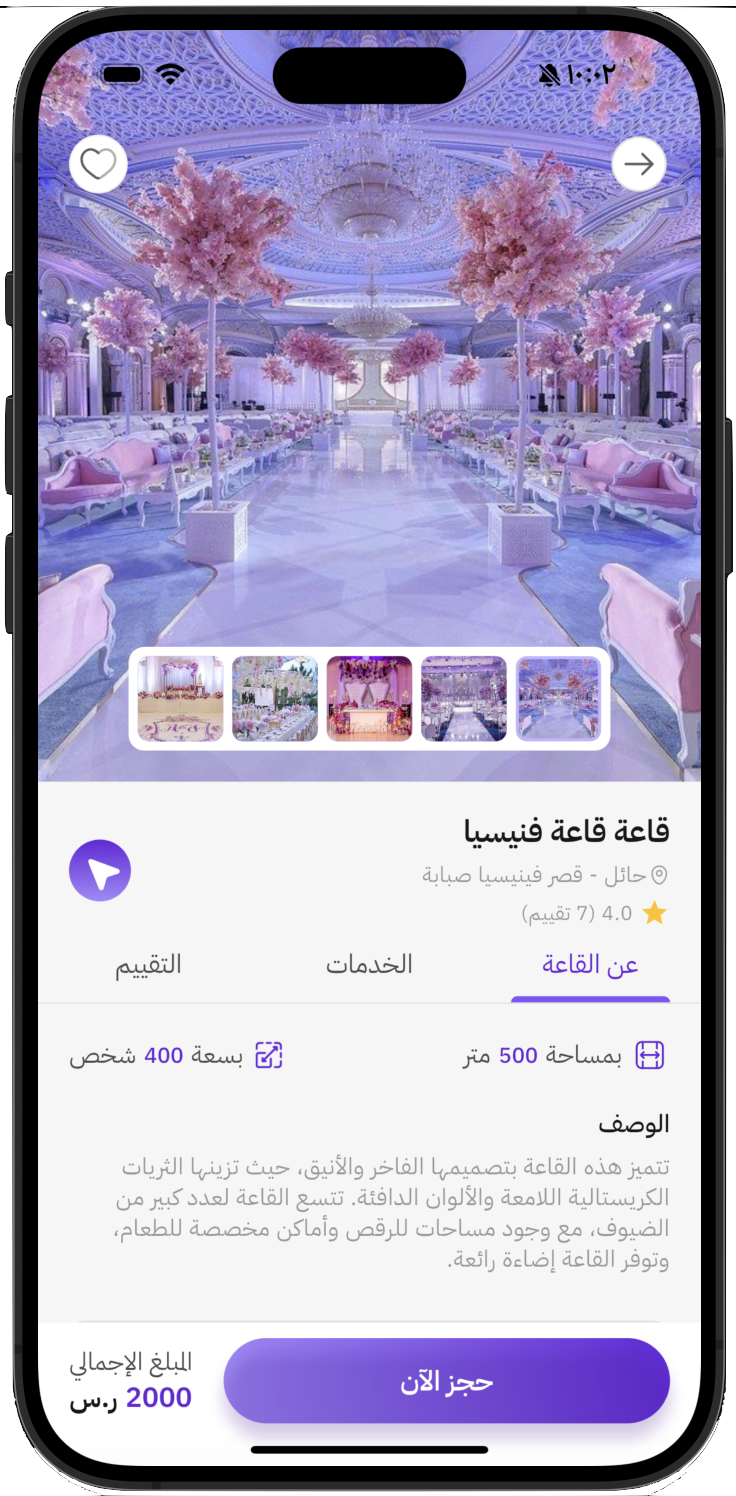 ١٠:٠٢
قاعة قاعة فنيسيا
حائل - قصر فينيسيا صبابة
4.0 (7 تقييم)
عن القاعة
الخدمات
التقييم
بمساحة 500 متر
بسعة 400 شخص
الوصف
تتميز هذه القاعة بتصميمها الفاخر والأنيق، حيث تزينها الثريات
الكريستالية اللامعة والألوان الدافئة. تتسع القاعة لعدد كبير من
الضيوف، مع وجود مساحات للرقص وأماكن مخصصة للطعام،
وتوفر القاعة إضاءة رائعة.
حجز الآن
المبلغ الإجمالي
2000 ر.س